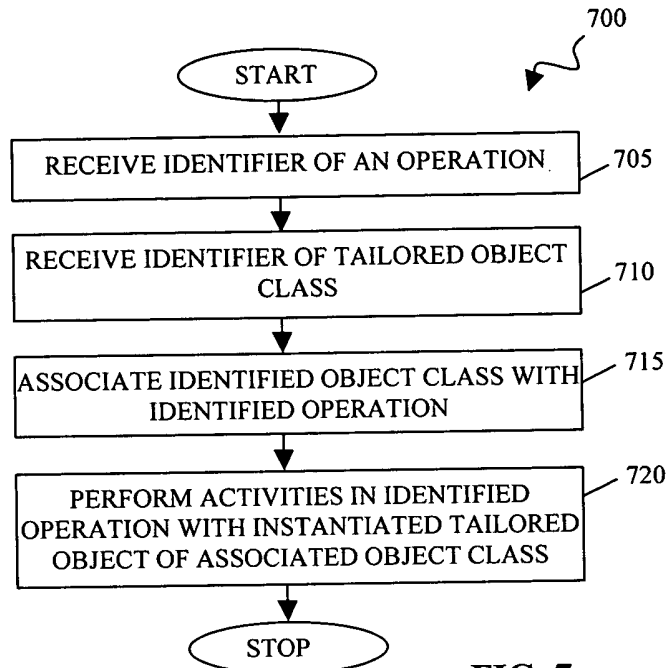 700
START
RECEIVE IDENTIFIER OF AN OPERATION
705
RECEIVE IDENTIFIER OF TAILORED OBJECT
CLASS
710
ASSOCIATE IDENTIFIED OBJECT CLASS WITH
IDENTIFIED OPERATION
715
PERFORM ACTIVITIES IN IDENTIFIED
OPERATION WITH INSTANTIATED TAILORED
OBJECT OF ASSOCIATED OBJECT CLASS
720
STOP